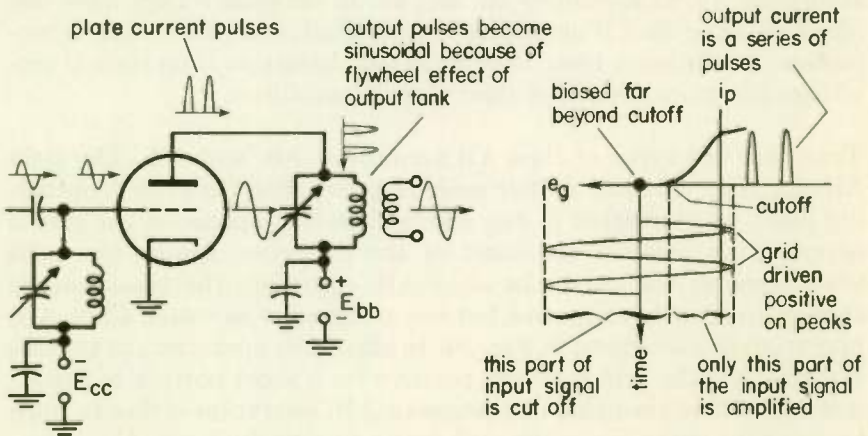 plate current pulses
output pulses become
sinusoidal because of
flywheel effect of
output tank
+
E bb
−
−
E cc
+
output current
is a series of
pulses
biased far
beyond cutoff
ip
eg
cutoff
grid
driven
positive
on peaks
time
this part of
input signal
is cut off
only this part of
the input signal
is amplified